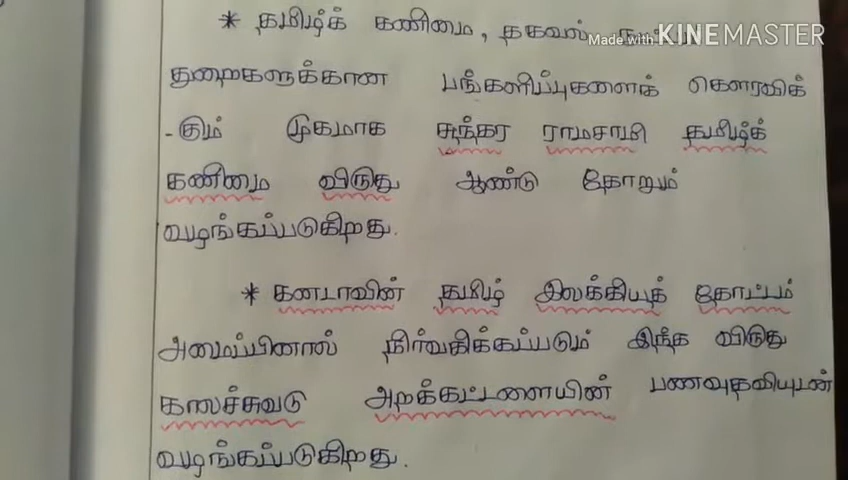 * தமிழ்க் கணிமை, தகவல்
Made with KINEMASTER
துறைகளுக்கான பங்களிப்புகளைக் கௌரவிக்
-கும் முகமாக சுந்தர ராமசாமி தமிழ்க்
கணிமை விருது ஆண்டு தோறும்
வழங்கப்படுகிறது.
* கனடாவின் தமிழ் இலக்கியத் தோட்டம்
அமைப்பினால் நிர்வகிக்கப்படும் இந்த விருது
காலச்சுவடு அறக்கட்டளையின் பணவுதவியுடன்
வழங்கப்படுகிறது.